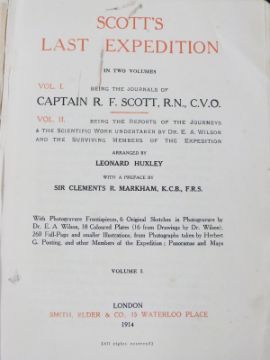 SCOTT'S
LAST EXPEDITION
IN TWO VOLUMES
VOL. I. BEING THE JOURNALS OF
CAPTAIN R. F. SCOTT, R.N., C.V.O.
VOL. II. BEING THE REPORTS OF THE JOURNEYS
& THE SCIENTIFIC WORK UNDERTAKEN BY DR. E. A. WILSON
AND THE SURVIVING MEMBERS OF THE EXPEDITION
ARRANGED BY
LEONARD HUXLEY
WITH A PREFACE BY
SIR CLEMENTS R. MARKHAM, K.C.B., F.R.S.
With Photogravure Frontispieces, 6 Original Sketches in Photogravure by
Dr. E. A. Wilson, 18 Coloured Plates (16 from Drawings by Dr. Wilson),
260 Full-Page and smaller Illustrations from Photographs taken by Herbert
G. Ponting, and other Members of the Expedition; Panoramas and Maps
VOLUME I.
LONDON
SMITH, ELDER & CO., 15 WATERLOO PLACE
1914
[All rights reserved]